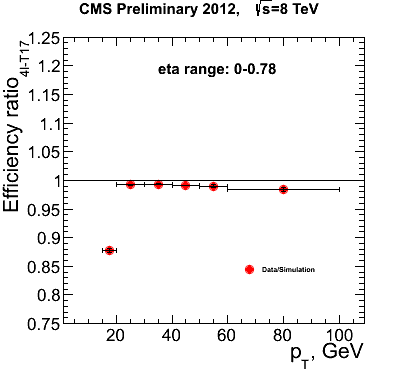 CMS Preliminary 2012, √s=8 TeV
eta range: 0-0.78
Efficiency ratio 4l-T17
1.25
1.2
1.15
1.1
1.05
1
0.95
0.9
0.85
0.8
0.75
Data/Simulation
20 40 60 80 100
pT, GeV